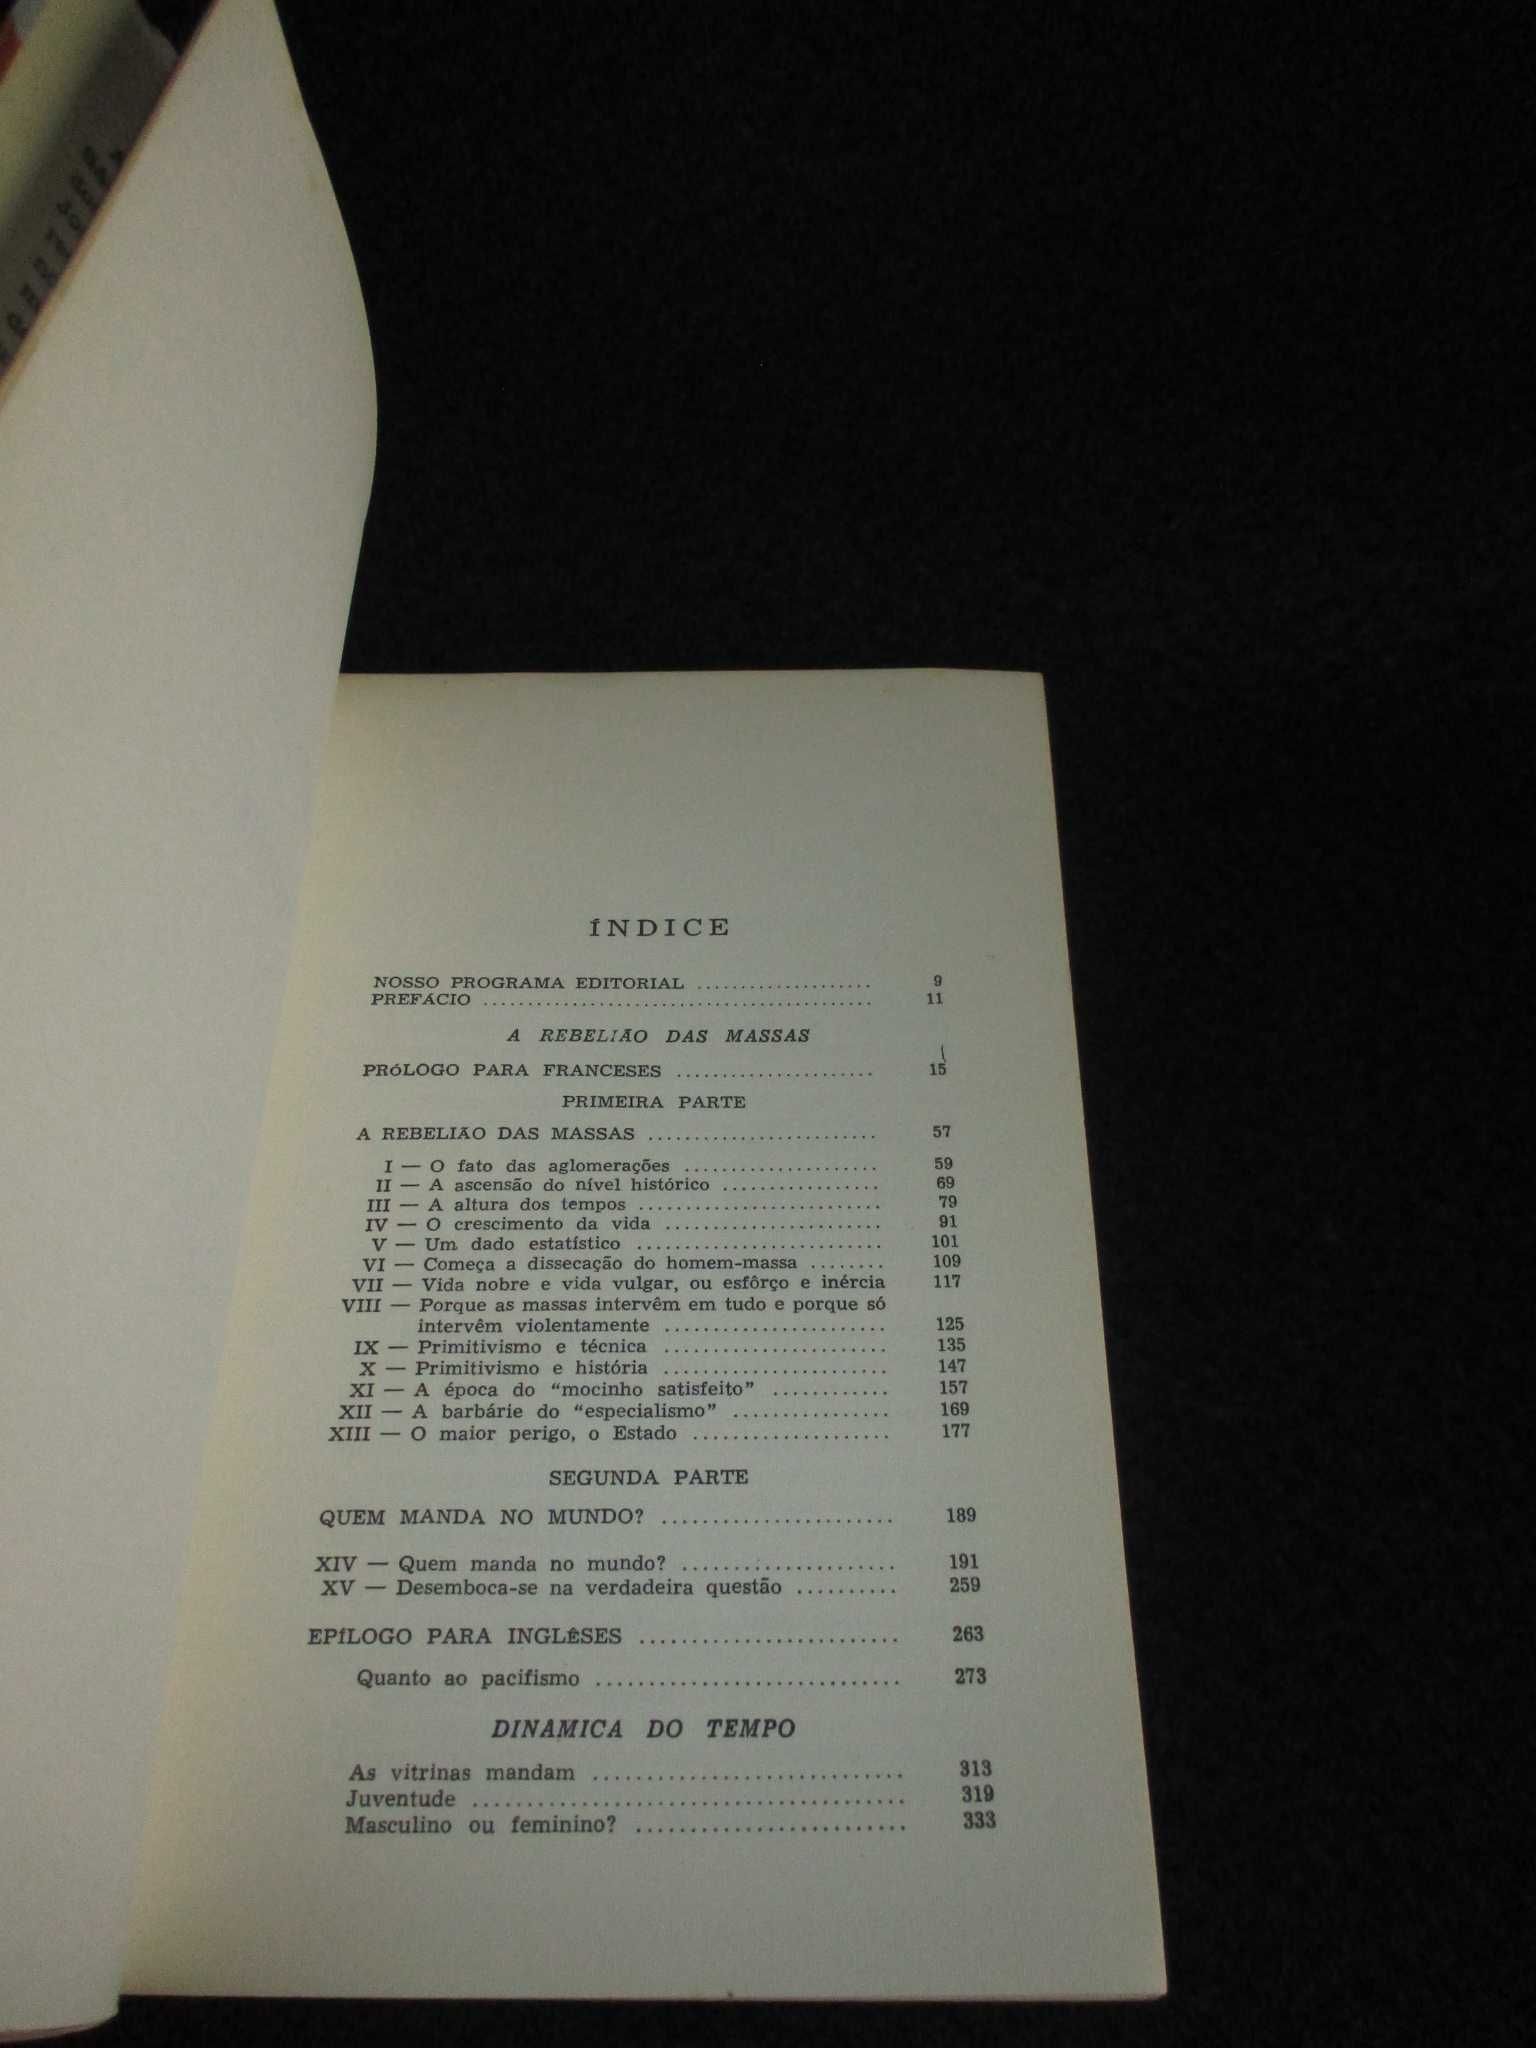 ÍNDICE
NOSSO PROGRAMA EDITORIAL .................... 9
PREFÁCIO ............................................ 11
A REBELIÃO DAS MASSAS
PRÓLOGO PARA FRANCESES ...................... 15
PRIMEIRA PARTE
A REBELIÃO DAS MASSAS ......................... 57
I — O fato das aglomerações ..................... 59
II — A ascensão do nível histórico ................. 69
III — A altura dos tempos .......................... 79
IV — O crescimento da vida ....................... 91
V — Um dado estatístico .......................... 101
VI — Começa a dissecação do homem-massa ........ 109
VII — Vida nobre e vida vulgar, ou esfôrço e inércia 117
VIII — Porque as massas intervêm em tudo e porque só
intervêm violentamente ........................ 125
IX — Primitivismo e técnica ........................ 135
X — Primitivismo e história ........................ 147
XI — A época do “mocinho satisfeito” ............ 157
XII — A barbárie do “especialismo” ................ 169
XIII — O maior perigo, o Estado .................... 177
SEGUNDA PARTE
QUEM MANDA NO MUNDO? ....................... 189
XIV — Quem manda no mundo? ..................... 191
XV — Desemboca-se na verdadeira questão .......... 259
EPÍLOGO PARA INGLÊSES ......................... 263
Quanto ao pacifismo ............................. 273
DINAMICA DO TEMPO
As vitrinas mandam ............................. 313
Juventude ......................................... 319
Masculino ou feminino? .......................... 333